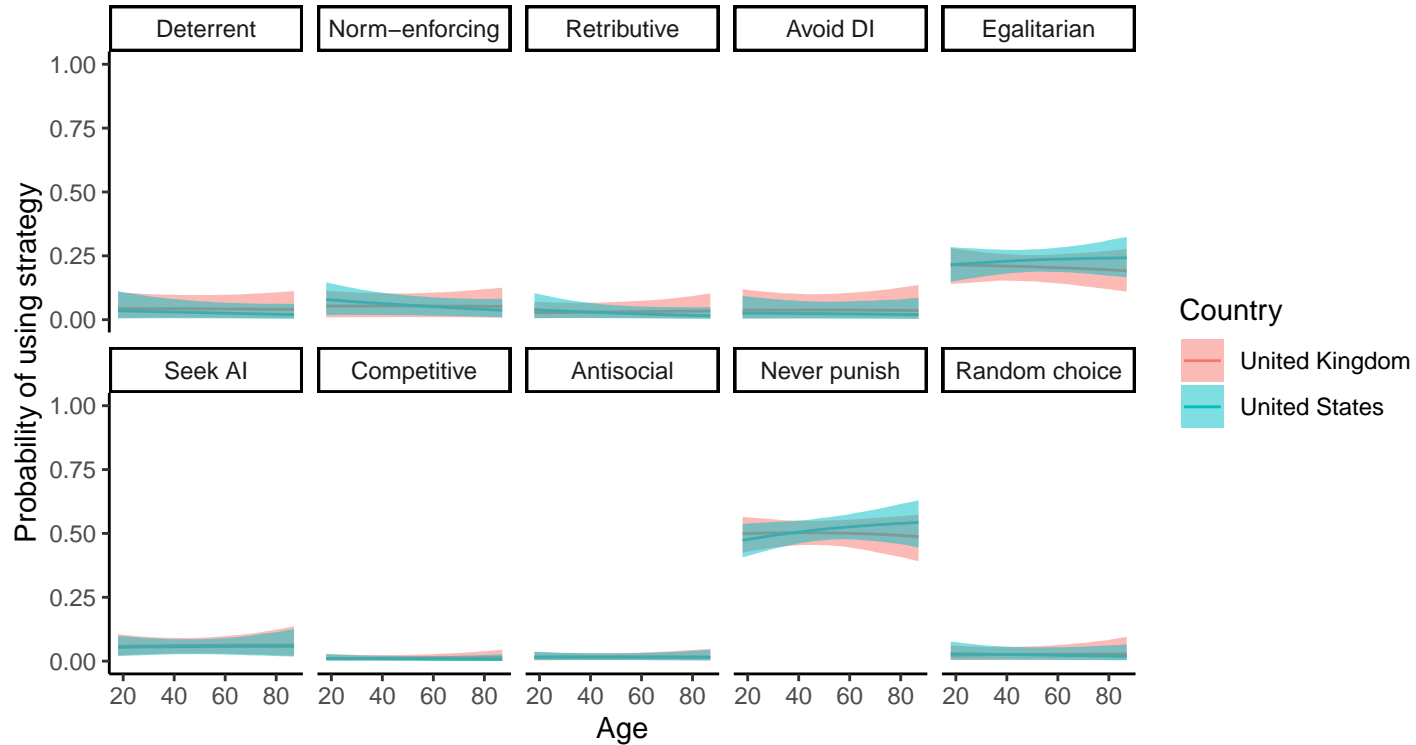 Deterrent Norm−enforcing Retributive Avoid DI Egalitarian
1.00
0.75
0.50
0.25
0.00
Seek AI Competitive Antisocial Never punish Random choice
1.00
0.75
0.50
0.25
0.00
20 40 60 80 20 40 60 80 20 40 60 80 20 40 60 80 20 40 60 80
Age
Probability of using strategy
Country
United Kingdom
United States